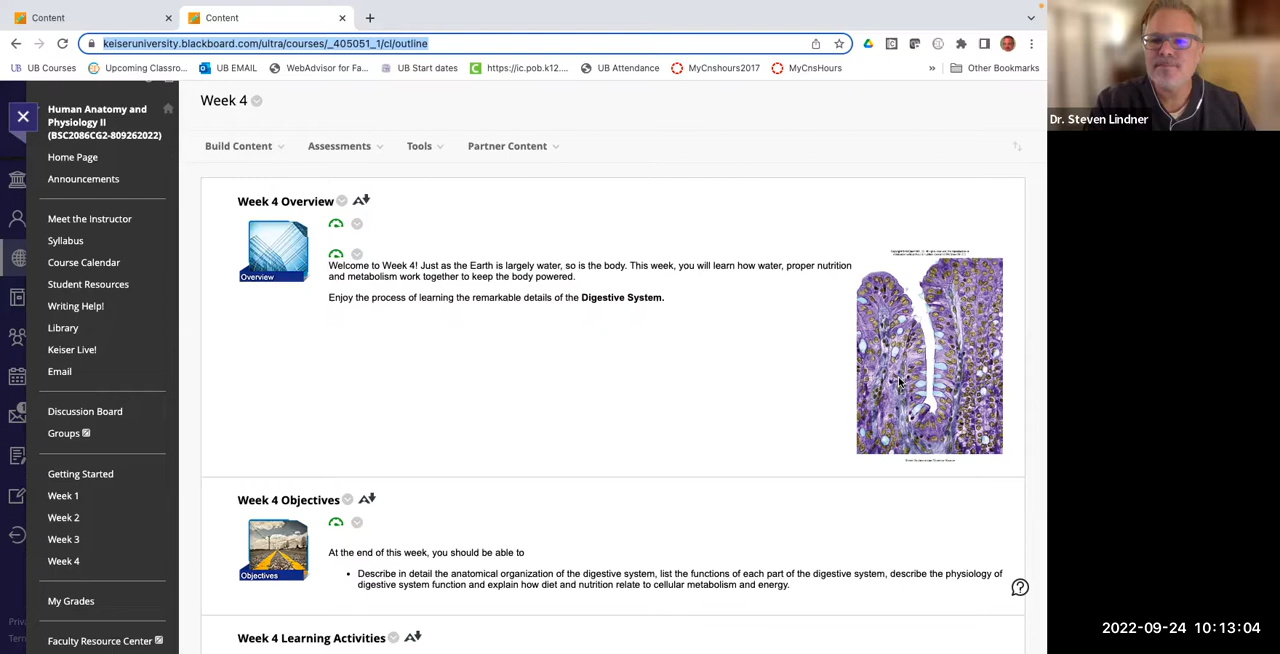 Content
Content
keiseruniversity.blackboard.com/ultra/courses/_405051_1/cl/outline
UB Courses
Upcoming Classro...
UB EMAIL
WebAdvisor for Fa...
UB Start dates
https://ic.pob.k12....
UB Attendance
MyCnshours2017
MyCnsHours
Other Bookmarks
Human Anatomy and
Physiology II
(BSC2086CG2-809262022)
Home Page
Announcements
Meet the Instructor
Syllabus
Course Calendar
Student Resources
Writing Help!
Library
Keiser Live!
Email
Discussion Board
Groups
Getting Started
Week 1
Week 2
Week 3
Week 4
My Grades
Faculty Resource Center
Week 4
Build Content
Assessments
Tools
Partner Content
Week 4 Overview
Overview
Welcome to Week 4! Just as the Earth is largely water, so is the body. This week, you will learn how water, proper nutrition
and metabolism work together to keep the body powered.
Enjoy the process of learning the remarkable details of the Digestive System.
Week 4 Objectives
Objectives
At the end of this week, you should be able to
• Describe in detail the anatomical organization of the digestive system, list the functions of each part of the digestive system, describe the physiology of
digestive system function and explain how diet and nutrition relate to cellular metabolism and energy.
Week 4 Learning Activities
Dr. Steven Lindner
2022-09-24 10:13:04